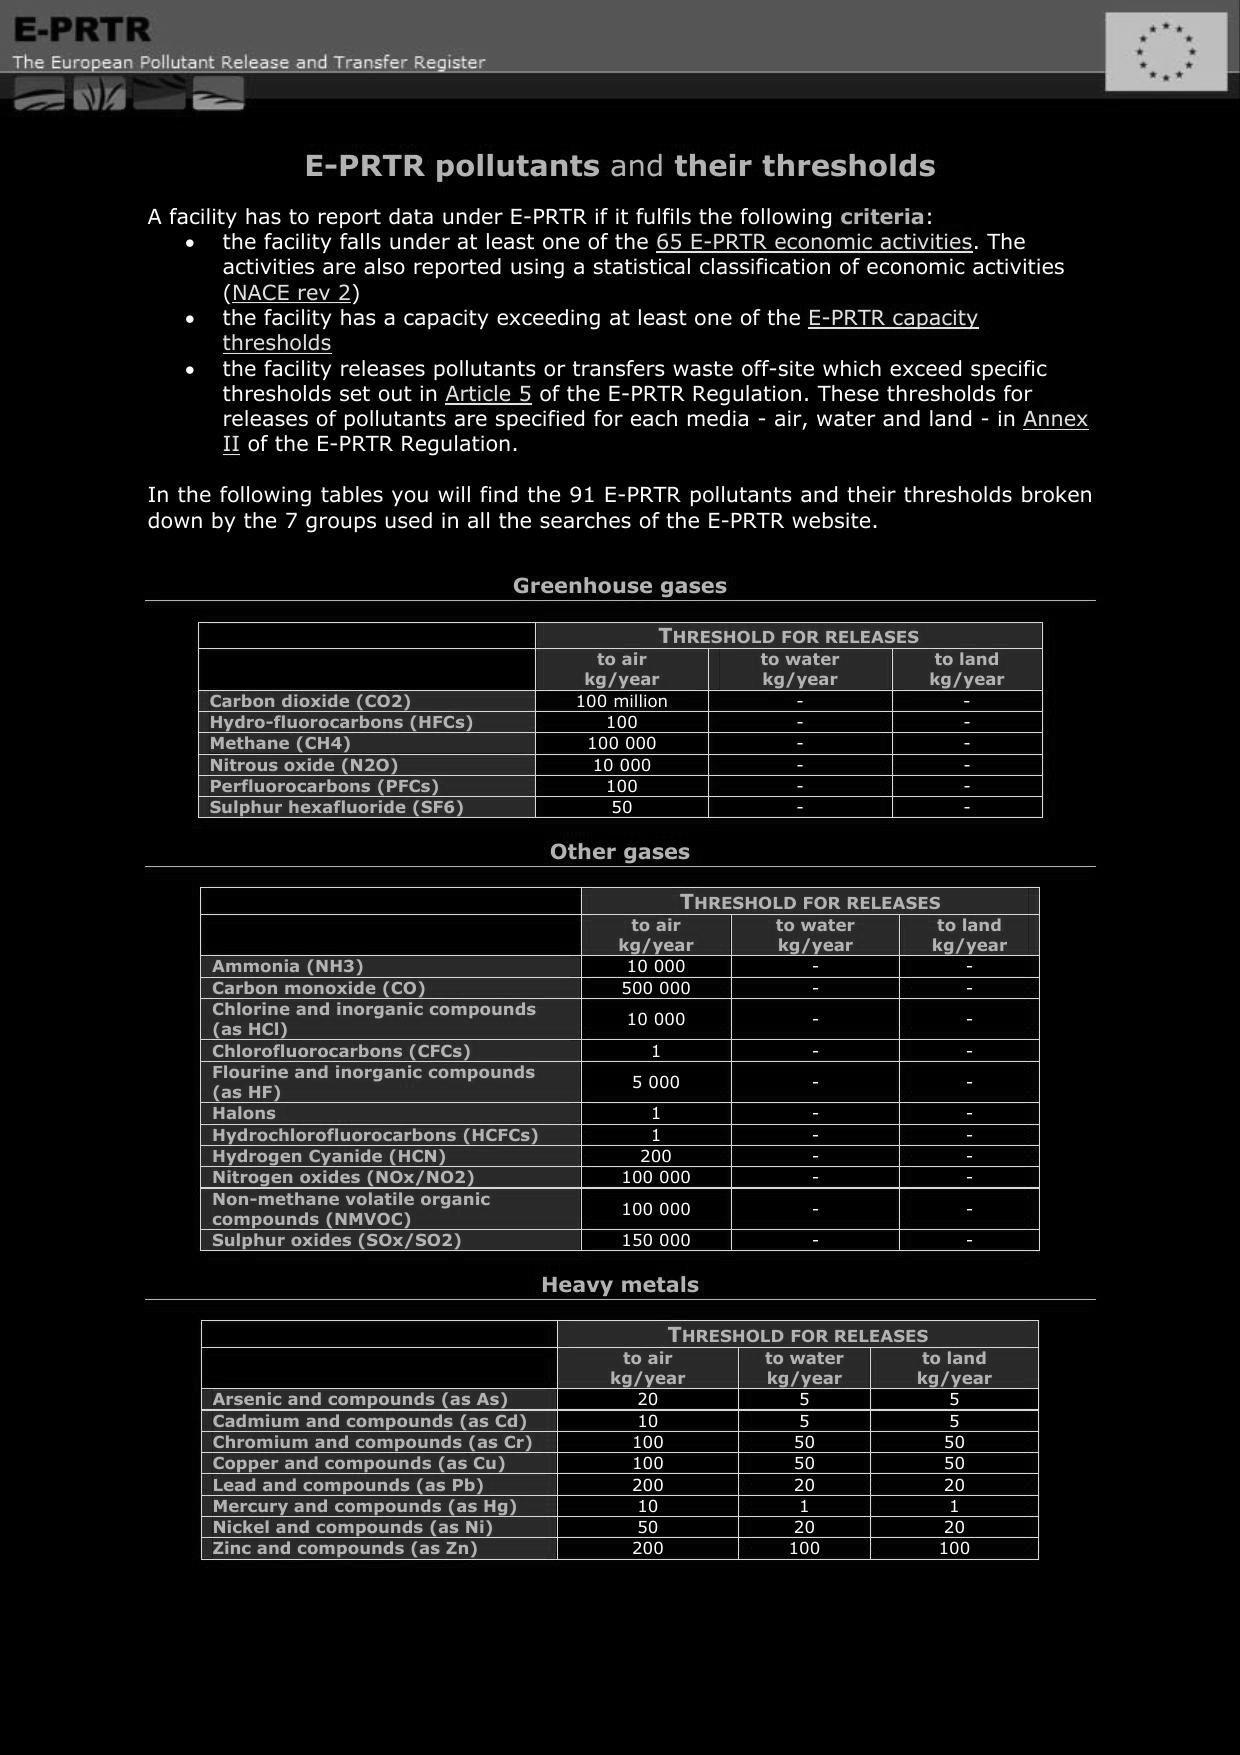 E-PRTR
The European Pollutant Release and Transfer Register
E-PRTR pollutants and their thresholds
A facility has to report data under E-PRTR if it fulfils the following criteria:
• the facility falls under at least one of the 65 E-PRTR economic activities. The
activities are also reported using a statistical classification of economic activities
(NACE rev 2)
• the facility has a capacity exceeding at least one of the E-PRTR capacity
thresholds
• the facility releases pollutants or transfers waste off-site which exceed specific
thresholds set out in Article 5 of the E-PRTR Regulation. These thresholds for
releases of pollutants are specified for each media - air, water and land - in Annex
II of the E-PRTR Regulation.
In the following tables you will find the 91 E-PRTR pollutants and their thresholds broken
down by the 7 groups used in all the searches of the E-PRTR website.
Greenhouse gases
THRESHOLD FOR RELEASES
to air to water to land
kg/year kg/year kg/year
Carbon dioxide (CO2) 100 million - -
Hydro-fluorocarbons (HFCs) 100 - -
Methane (CH4) 100 000 - -
Nitrous oxide (N2O) 10 000 - -
Perfluorocarbons (PFCs) 100 - -
Sulphur hexafluoride (SF6) 50 - -
Other gases
THRESHOLD FOR RELEASES
to air to water to land
kg/year kg/year kg/year
Ammonia (NH3) 10 000 - -
Carbon monoxide (CO) 500 000 - -
Chlorine and inorganic compounds
(as HCl) 10 000 - -
Chlorofluorocarbons (CFCs) 1 - -
Flourine and inorganic compounds
(as HF) 5 000 - -
Halons 1 - -
Hydrochlorofluorocarbons (HCFCs) 1 - -
Hydrogen Cyanide (HCN) 200 - -
Nitrogen oxides (NOx/NO2) 100 000 - -
Non-methane volatile organic
compounds (NMVOC) 100 000 - -
Sulphur oxides (SOx/SO2) 150 000 - -
Heavy metals
THRESHOLD FOR RELEASES
to air to water to land
kg/year kg/year kg/year
Arsenic and compounds (as As) 20 5 5
Cadmium and compounds (as Cd) 10 5 5
Chromium and compounds (as Cr) 100 50 50
Copper and compounds (as Cu) 100 50 50
Lead and compounds (as Pb) 200 20 20
Mercury and compounds (as Hg) 10 1 1
Nickel and compounds (as Ni) 50 20 20
Zinc and compounds (as Zn) 200 100 100